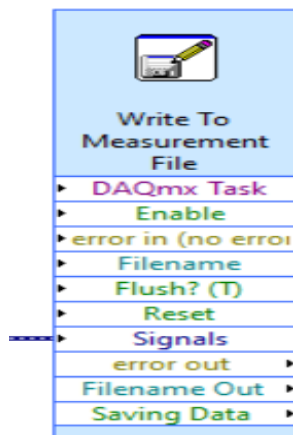 Write To
Measurement
File
DAQmx Task
Enable
error in (no error
Filename
Flush? (T)
Reset
Signals
error out
Filename Out
Saving Data